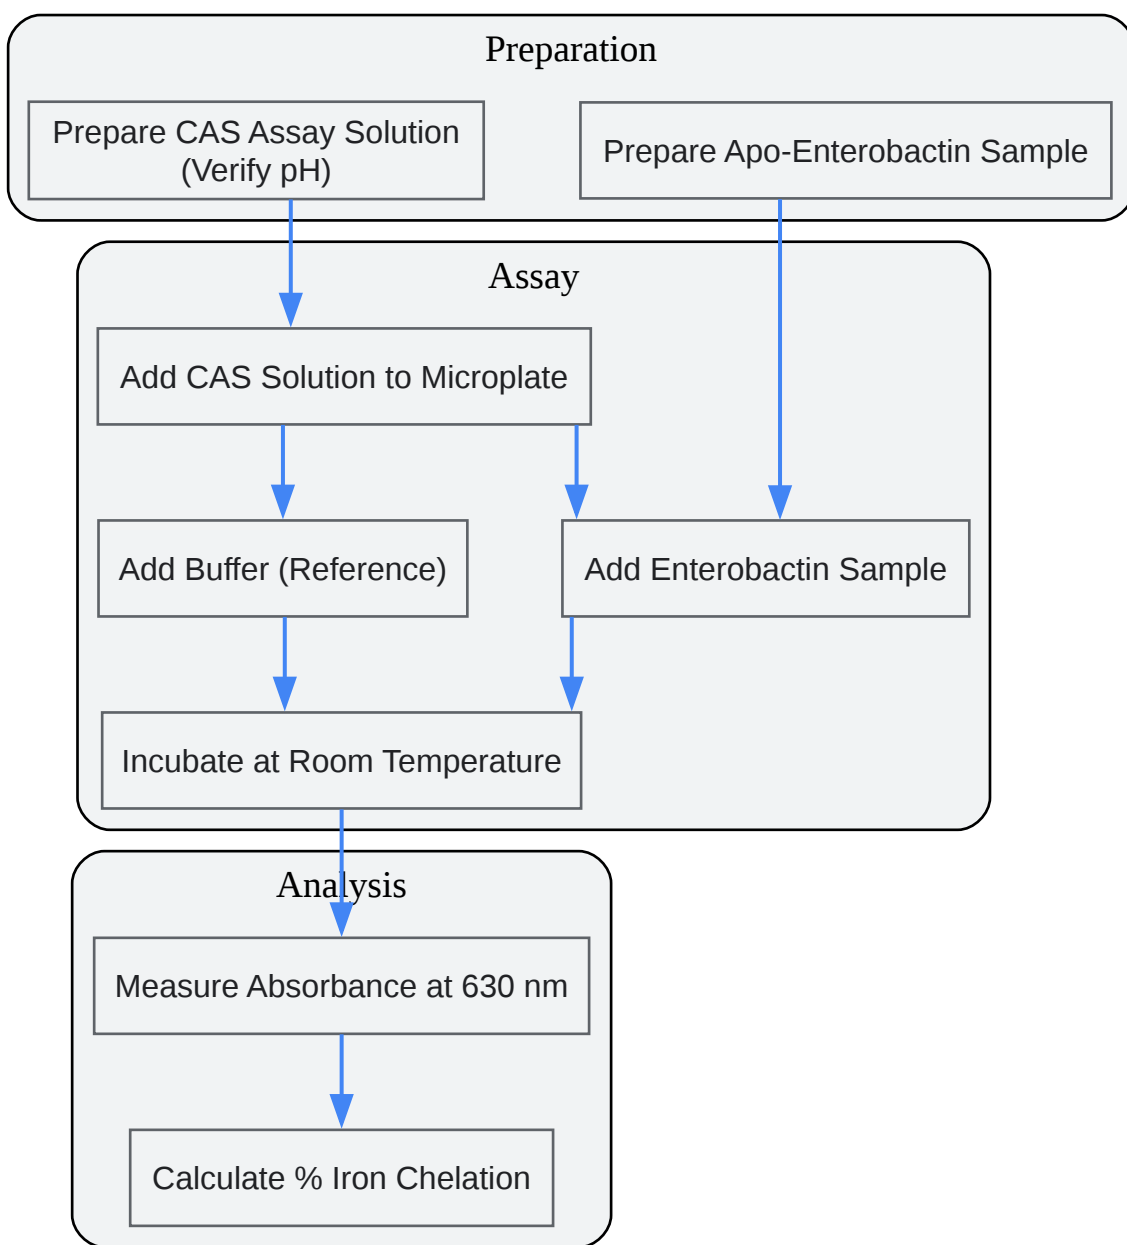 Preparation
Prepare CAS Assay Solution
(Verify pH)
Prepare Apo-Enterobactin Sample
Assay
Add CAS Solution to Microplate
Add Buffer (Reference)
Add Enterobactin Sample
Incubate at Room Temperature
Analysis
Measure Absorbance at 630 nm
Calculate % Iron Chelation